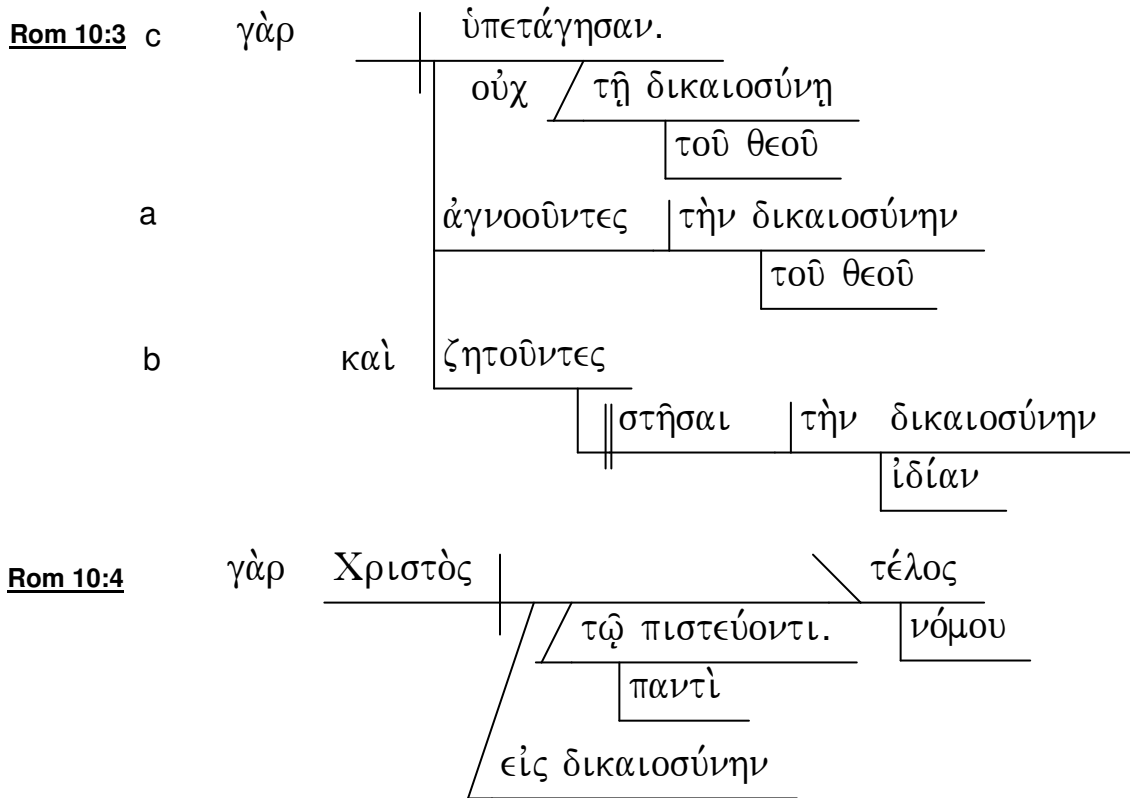 Rom 10:3 c γὰρ ὑπετάγησαν.
οὐχ τῇ δικαιοσύνῃ
τοῦ θεοῦ
a ἀγνοοῦντες τὴν δικαιοσύνην
τοῦ θεοῦ
b καὶ ζητοῦντες
στῆσαι τὴν δικαιοσύνην
ἰδίαν
Rom 10:4 γὰρ Χριστὸς τέλος
τῷ πιστεύοντι. νόμου
παντὶ
εἰς δικαιοσύνην